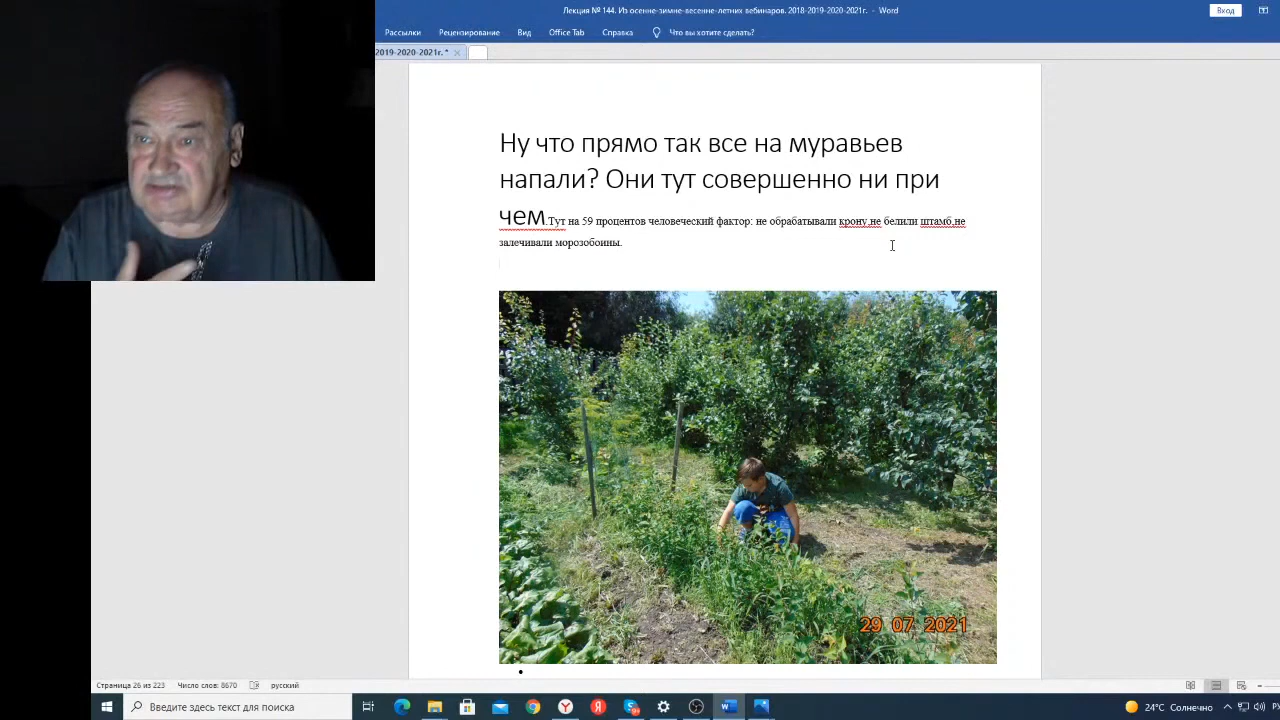 Лекция № 144. Из осенне-зимне-весенне-летних вебинаров. 2018-2019-2020-2021г. - Word
Вход
Рассылки Рецензирование Вид Office Tab Справка Что вы хотите сделать?
2019-2020-2021г. *
Ну что прямо так все на муравьев
напали? Они тут совершенно ни при
чем.Тут на 59 процентов человеческий фактор: не обрабатывали крону,не белили штамб,не
залечивали морозобоины.
29 07 2021
Страница 26 из 223 Число слов: 8670 русский
Введите здесь текст для поиска
24°C Солнечно